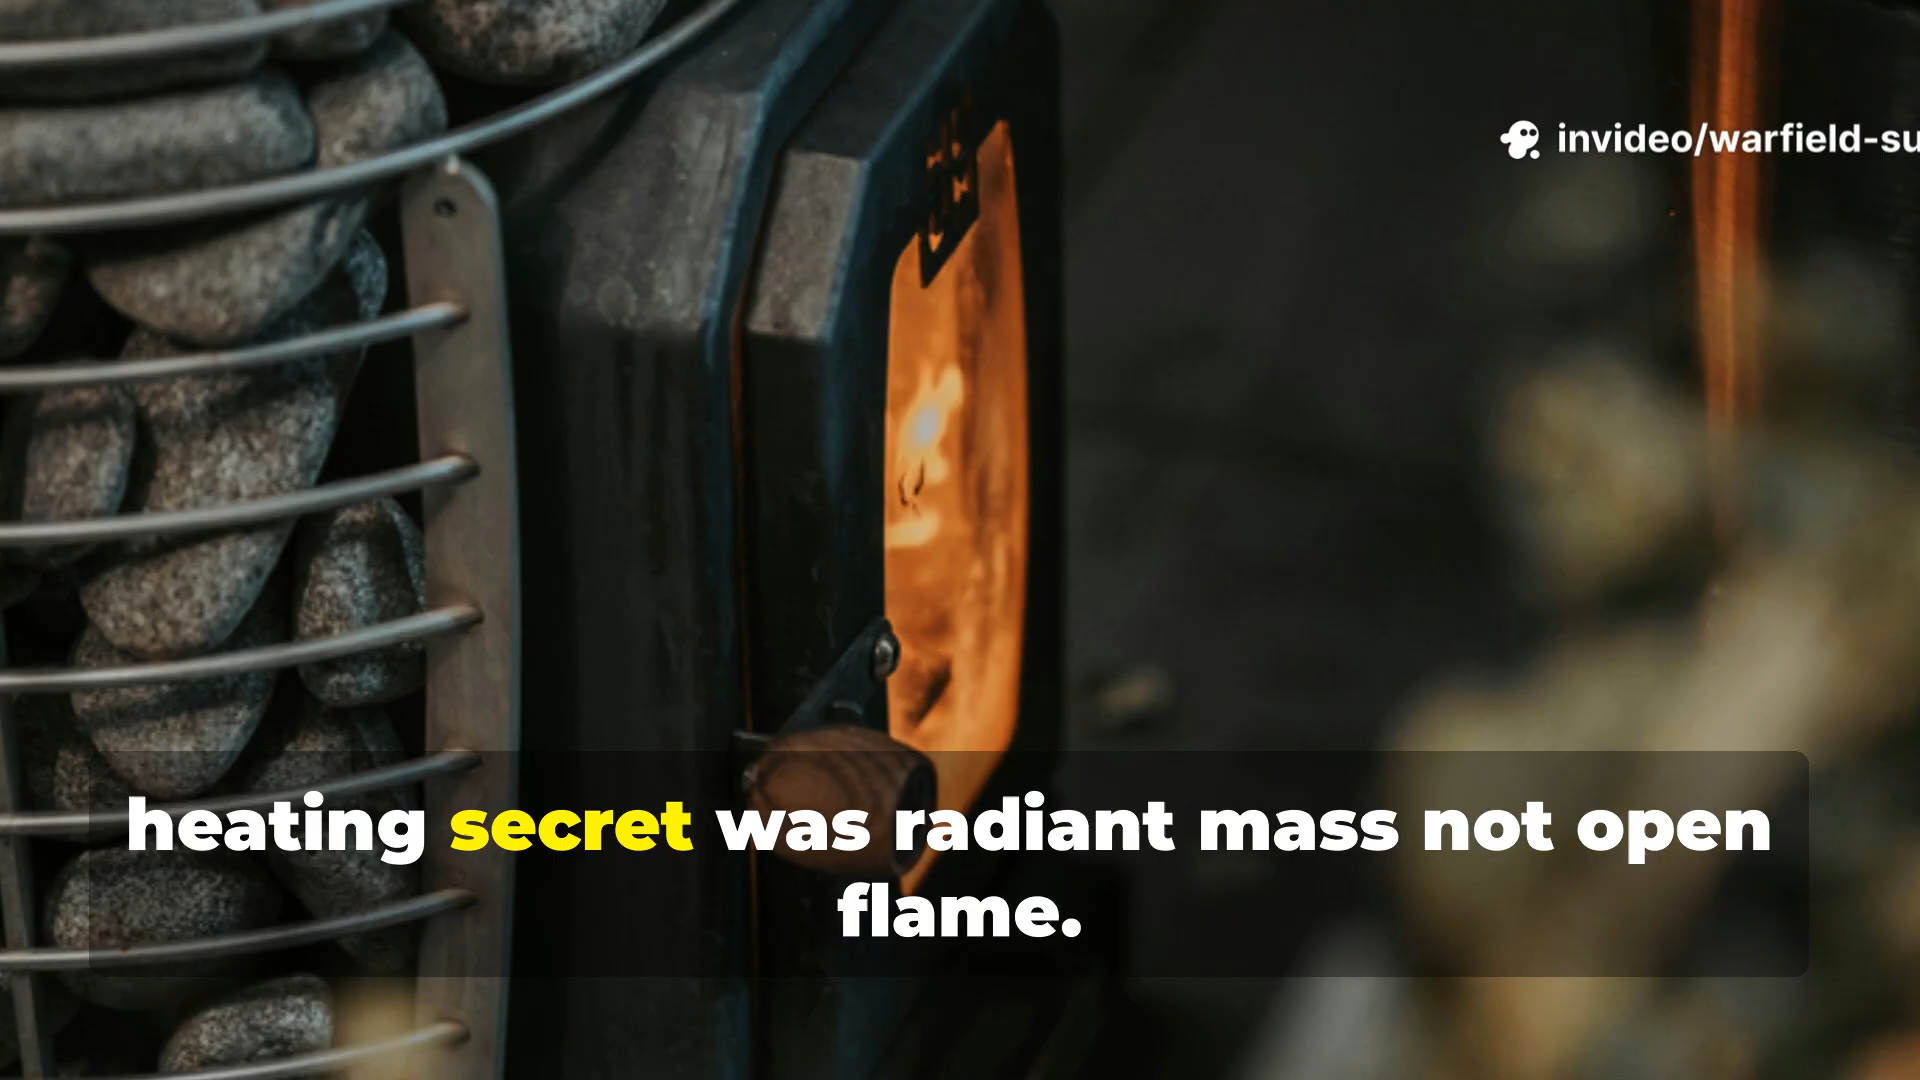 invideo/warfield-su
heating secret was radiant mass not open
flame.